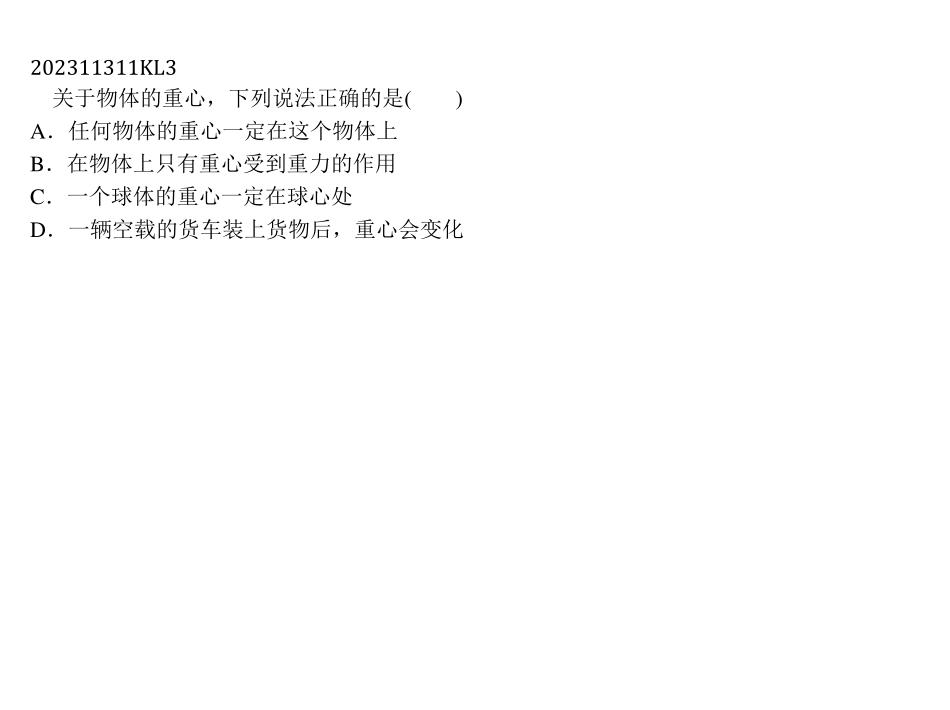 202311311KL3
关于物体的重心，下列说法正确的是(　　)
A．任何物体的重心一定在这个物体上
B．在物体上只有重心受到重力的作用
C．一个球体的重心一定在球心处
D．一辆空载的货车装上货物后，重心会变化